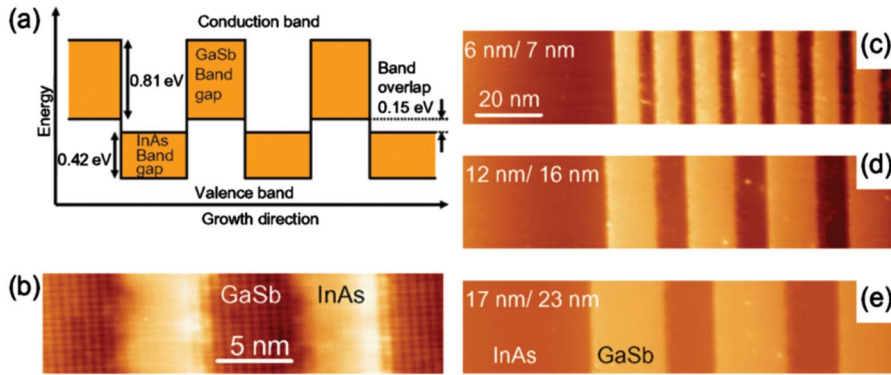 (a)
Conduction band
Energy
0.81 eV
GaSb
Band
gap
Band
overlap
0.15 eV
0.42 eV
InAs
Band
gap
Valence band
Growth direction
(b)
GaSb
InAs
5 nm
6 nm/ 7 nm
(c)
20 nm
12 nm/ 16 nm
(d)
17 nm/ 23 nm
(e)
InAs
GaSb